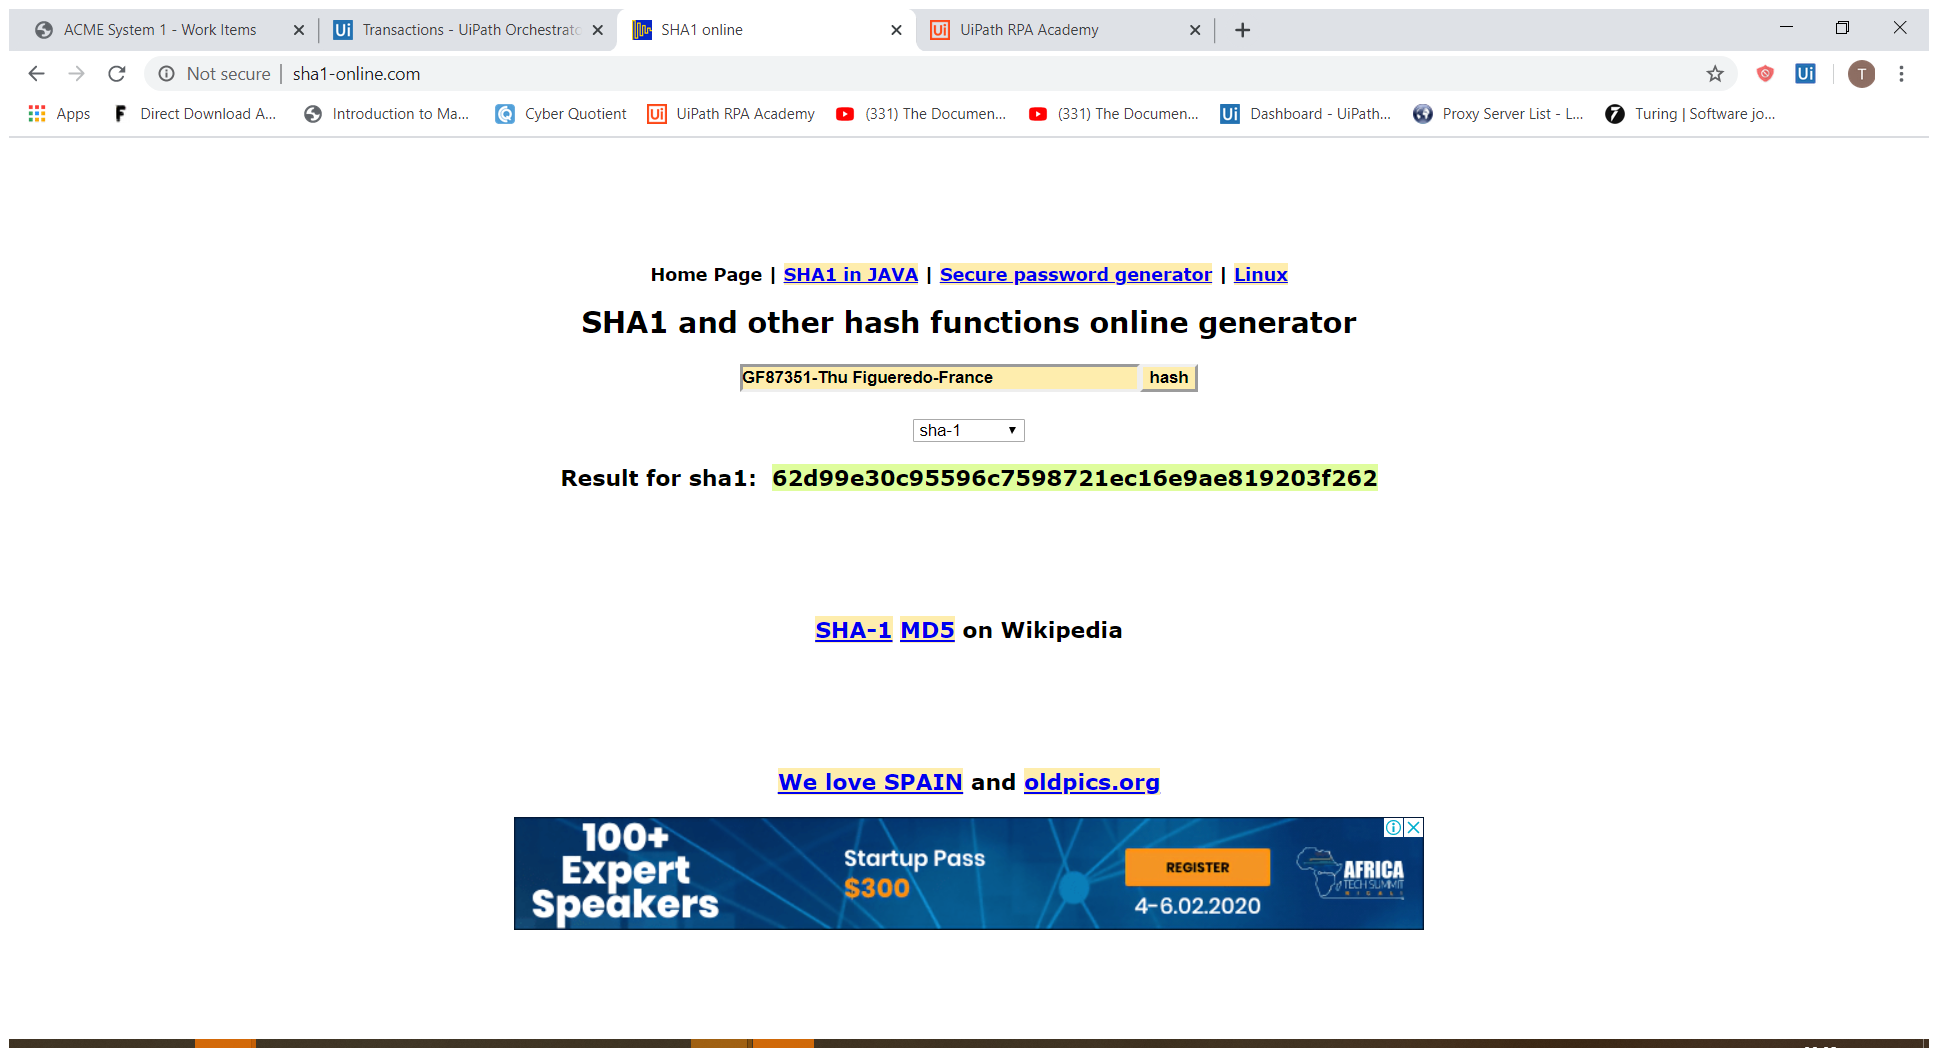 ACME System 1 - Work Items
Transactions - UiPath Orchestrato
SHA1 online
UiPath RPA Academy
Not secure | sha1-online.com
T
Apps
Direct Download A...
Introduction to Ma...
Cyber Quotient
UiPath RPA Academy
(331) The Documen...
(331) The Documen...
Dashboard - UiPath...
Proxy Server List - L...
Turing | Software jo...
Home Page | SHA1 in JAVA | Secure password generator | Linux
SHA1 and other hash functions online generator
GF87351-Thu Figueredo-France hash
sha-1
Result for sha1: 62d99e30c95596c7598721ec16e9ae819203f262
SHA-1 MD5 on Wikipedia
We love SPAIN and oldpics.org
100+
Expert
Speakers
Startup Pass
$300
REGISTER
4-6.02.2020
AFRICA
TECH SUMMIT
KIGALI